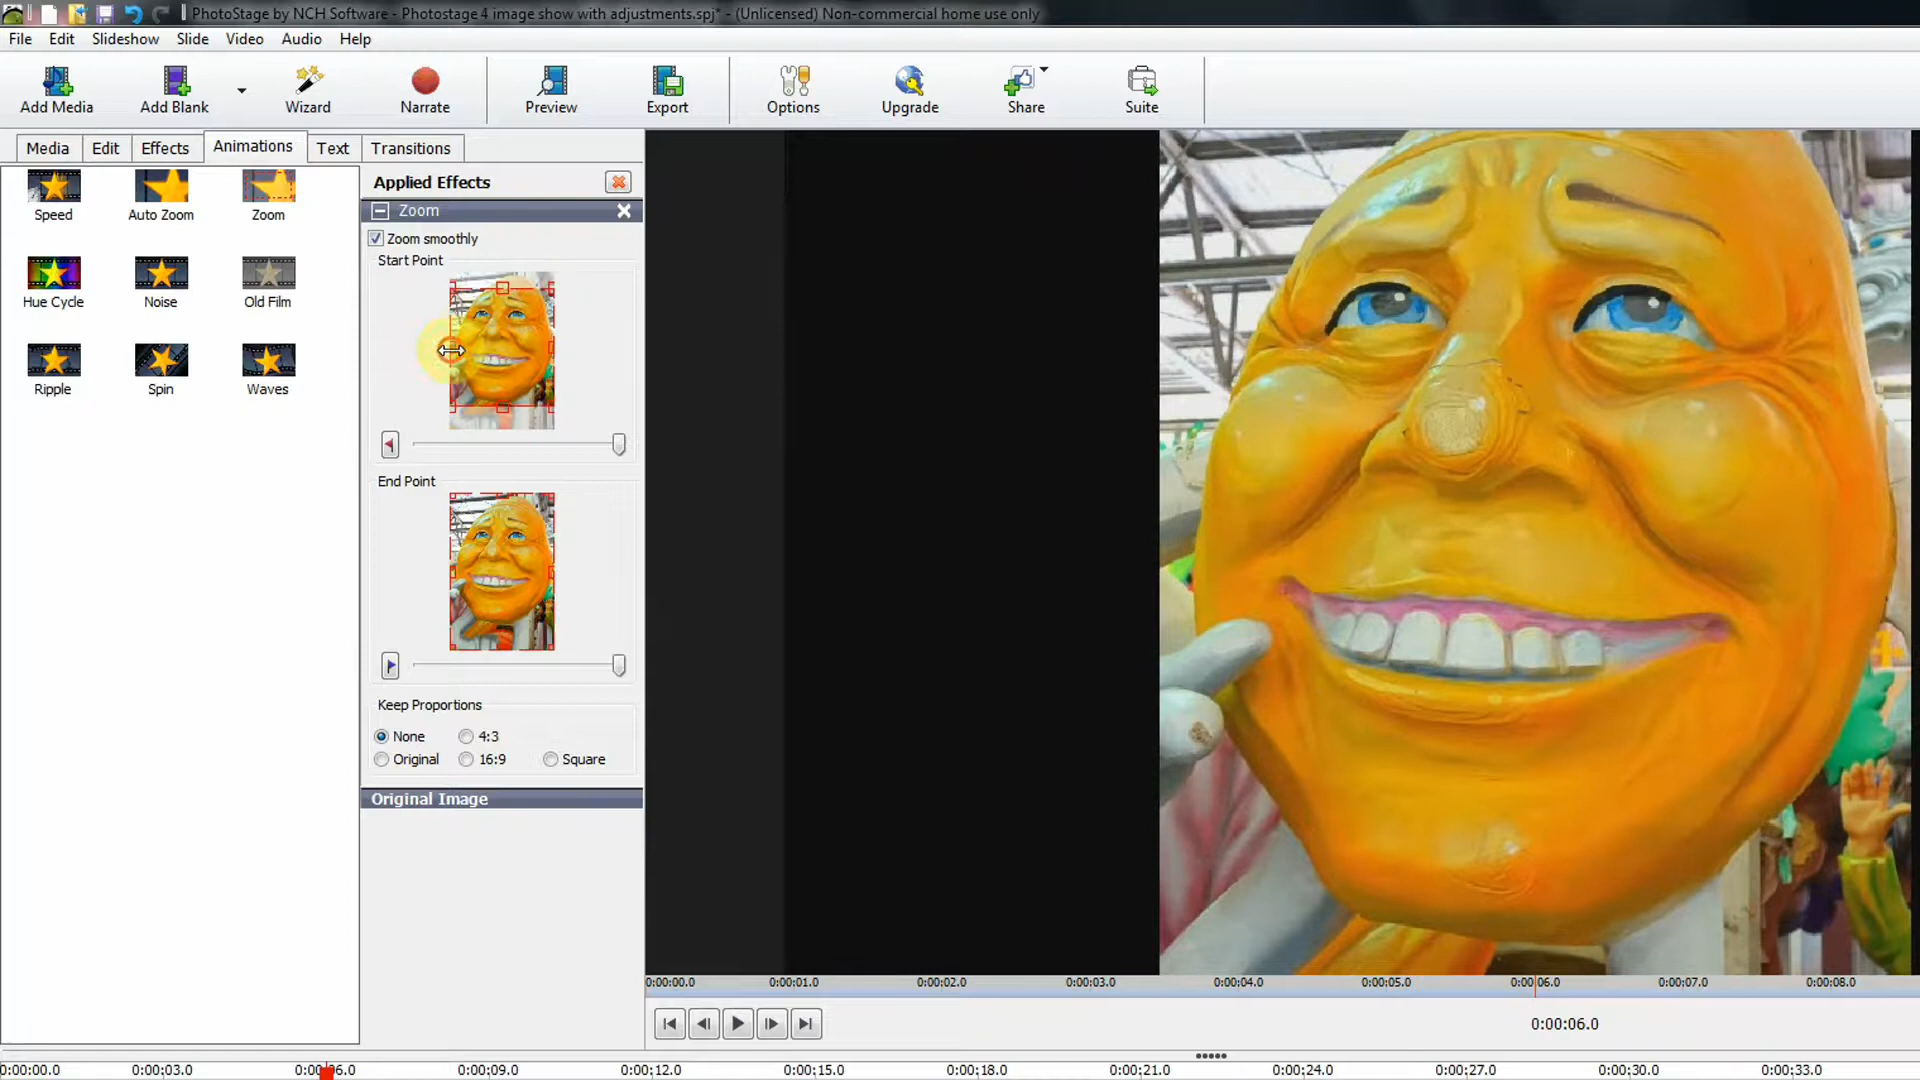 PhotoStage by NCH Software - Photostage 4 image show with adjustments.spj* - (Unlicensed) Non-commercial home use only
File Edit Slideshow Slide Video Audio Help
Add Media Add Blank Wizard Narrate Preview Export Options Upgrade Share Suite
Media Edit Effects Animations Text Transitions
Speed Auto Zoom Zoom
Hue Cycle Noise Old Film
Ripple Spin Waves
Applied Effects
Zoom
Zoom smoothly
Start Point
End Point
Keep Proportions
None 4:3
Original 16:9 Square
Original Image
0:00:00.0 0:00:01.0 0:00:02.0 0:00:03.0 0:00:04.0 0:00:05.0 0:00:06.0 0:00:07.0 0:00:08.0
0:00:06.0
0:00:00.0 0:00:03.0 0:00:06.0 0:00:09.0 0:00:12.0 0:00:15.0 0:00:18.0 0:00:21.0 0:00:24.0 0:00:27.0 0:00:30.0 0:00:33.0